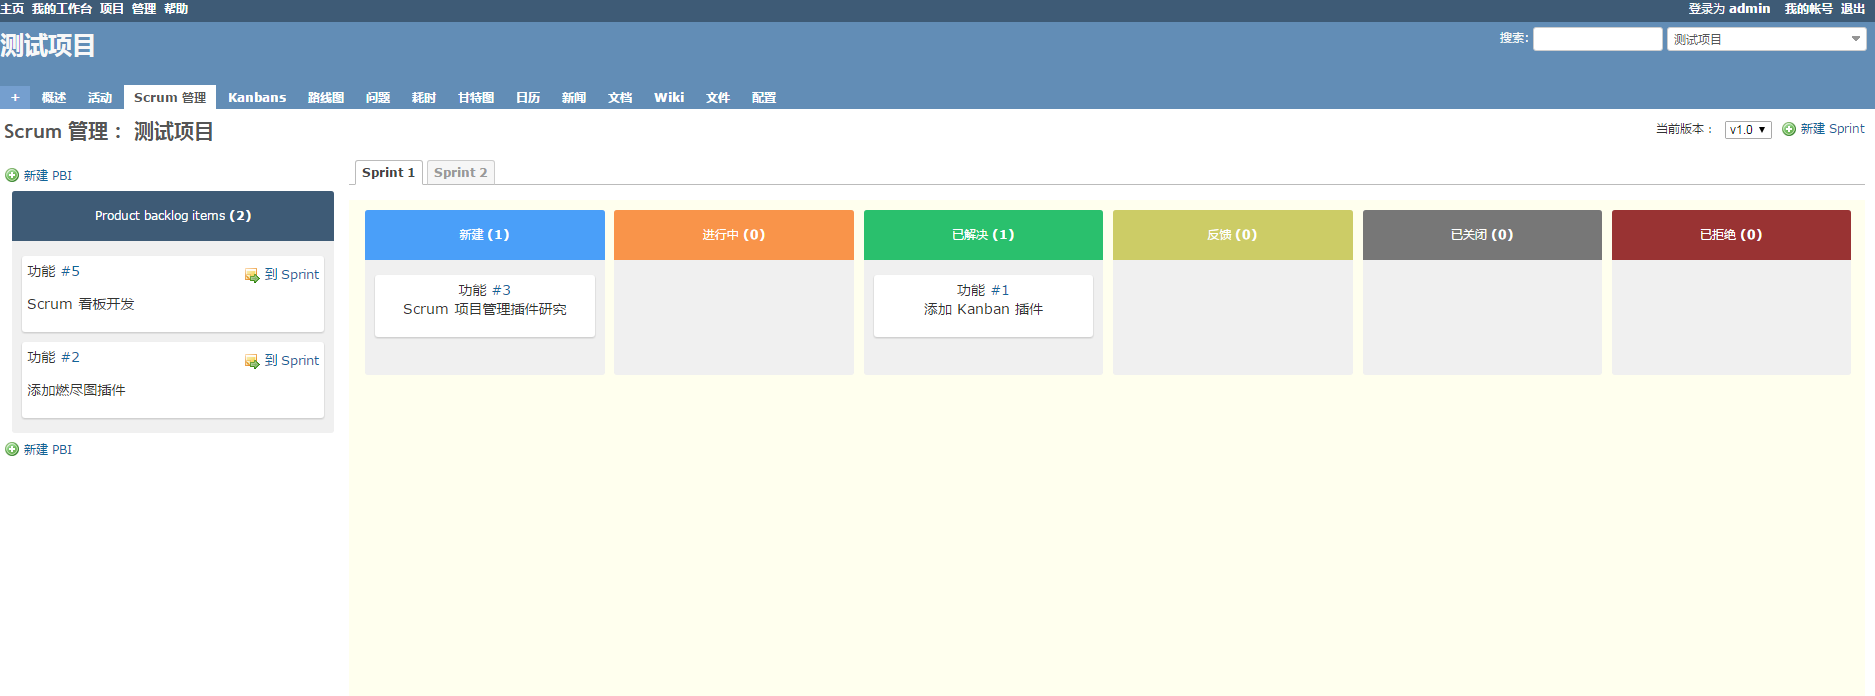 主页 我的工作台 项目 管理 帮助
登录为 admin 我的帐号 退出
测试项目
搜索: 测试项目
+ 概述 活动 Scrum 管理 Kanbans 路线图 问题 耗时 甘特图 日历 新闻 文档 Wiki 文件 配置
Scrum 管理： 测试项目
当前版本： v1.0 新建 Sprint
新建 PBI
Product backlog items (2)
功能 #5
到 Sprint
Scrum 看板开发
功能 #2
到 Sprint
添加燃尽图插件
新建 PBI
Sprint 1 Sprint 2
新建 (1)
功能 #3
Scrum 项目管理插件研究
进行中 (0)
已解决 (1)
功能 #1
添加 Kanban 插件
反馈 (0)
已关闭 (0)
已拒绝 (0)